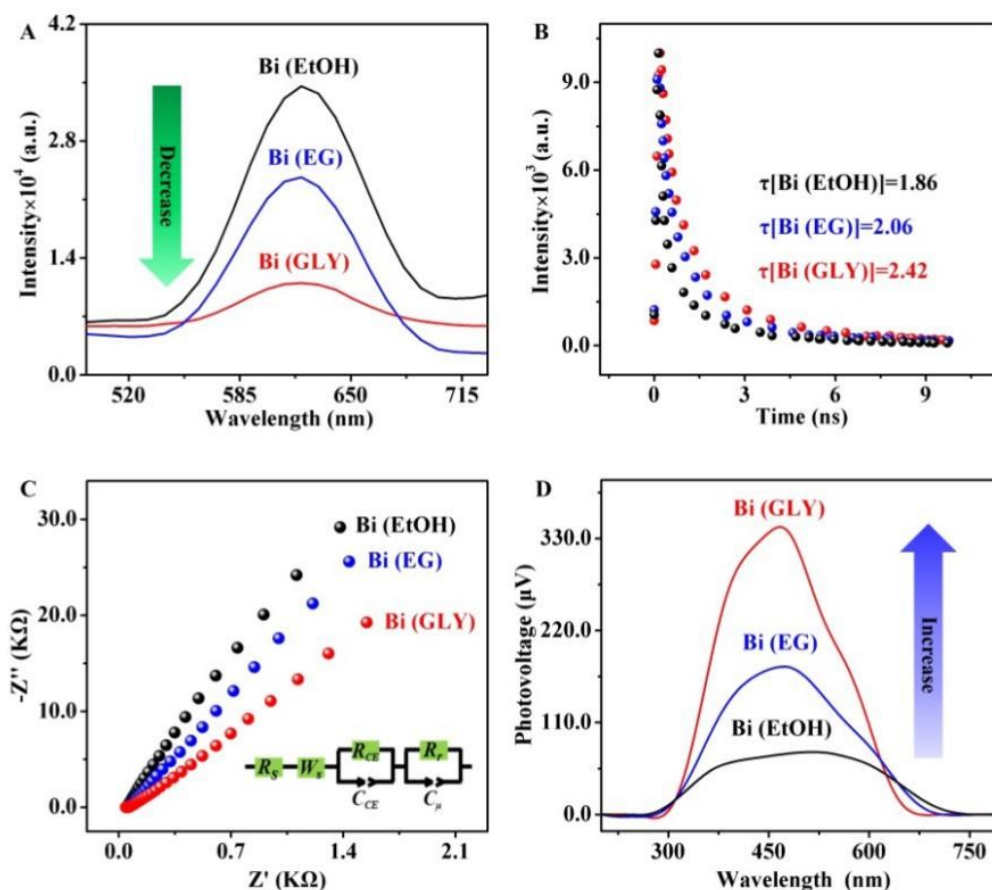 A
4.2
2.8
1.4
0.0
Intensity×10⁴ (a.u.)
Decrease
Bi (EtOH)
Bi (EG)
Bi (GLY)
520
585
650
715
Wavelength (nm)
B
9.0
6.0
3.0
0.0
Intensity×10³ (a.u.)
τ[Bi (EtOH)]=1.86
τ[Bi (EG)]=2.06
τ[Bi (GLY)]=2.42
0
3
6
9
Time (ns)
C
30.0
20.0
10.0
0.0
-Z'' (KΩ)
Bi (EtOH)
Bi (EG)
Bi (GLY)
R_S
W_s
R_CE
C_CE
R_r
C_μ
0.0
0.7
1.4
2.1
Z' (KΩ)
D
330.0
220.0
110.0
0.0
Photovoltage (μV)
Bi (GLY)
Bi (EG)
Bi (EtOH)
Increase
300
450
600
750
Wavelength (nm)